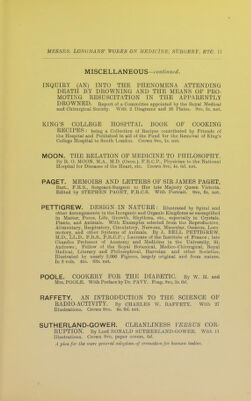 MESSRS. LONGMANS' WORKS ON MEDICINE, SURGERY, ETC. 11
MISCELLANEOUS—continued.
INQUIRY (AN) INTO THE PHENOMENA ATTENDING
DEATH BY DROWNING AND THE MEANS OF PRO-
MOTING RESUSCITATION IN THE APPARENTLY
DROWNED. Report of a Committee appointed by the Royal Medical
and Chirurgical Society. With 2 Diagrams and 26 Plates. 8vo, 5s. net.
KING'S COLLEGE HOSPITAL BOOK OF COOKING
RECIPES: being a Collection of Recipes contributed by Friends of
the Hospital and Published in aid of the Fund for the Removal of King's
College Hospital to South London. Crown 8vo, 1s. net.
MOON. THE RELATION OF MEDICINE TO PHILOSOPHY.
By R. O. MOON, M.A., M.D. (Oxon.), F.R.C.P., Physician to the National
Hospital for Diseases of the Heart, etc. Crown 8vo, 4s. 6d. net.
PAGET. MEMOIRS AND LETTERS OF SIR JAMES PAGET,
Bart., F.R.S., Sergeant-Surgeon to Her late Majesty Queen Victoria.
Edited by STEPHEN PAGET, F.R.C.S. With Portrait. 8vo, 6s. net.
PETTIGREW. DESIGN IN NATURE: Illustrated by Spiral and
other Arrangements in the Inorganic and Organic Kingdoms as exemplified
in Matter, Force, Life, Growth, Rhythms, etc., especially in Crystals,
Plants, and Animals. With Examples selected from the Reproductive,
Alimentary, Respiratory, Circulatory, Nervous, Muscular, Osseous, Loco-
motory, and other Systems of Animals. By J. BELL PETTIGREW,
M.D., LL.D., F.R.S., F.R.C.P.; Laureate of the Institute of France; late
Chandos Professor of Anatomy and Medicine in the University, St.
Andrews; Fellow of the Royal Botanical, Medico-Chirurgical, Royal
Medical, Literary and Philosophical, Harveian and other Societies.
Illustrated by nearly 2,000 Figures, largely original and from nature.
In 3 vols. 4to. 63s. net.
POOLE. COOKERY FOR THE DIABETIC. By W. H. and
Mrs. POOLE. With Preface by Dr. PAVY. Fcap. 8vo, 2s. 6d.
RAFFETY. AN INTRODUCTION TO THE SCIENCE OF
RADIO-ACTIVITY. By CHARLES W. RAFFETY. With 27
Illustrations. Crown 8vo. 4s. 6d. net.
SUTHERLAND-GOWER. CLEANLINESS VERSUS COR-
RUPTION. By Lord RONALD SUTHERLAND-GOWER. With 11
Illustrations. Crown 8vo, paper covers, 6d.
A plea for the more general adoption of cremation for human bodies.